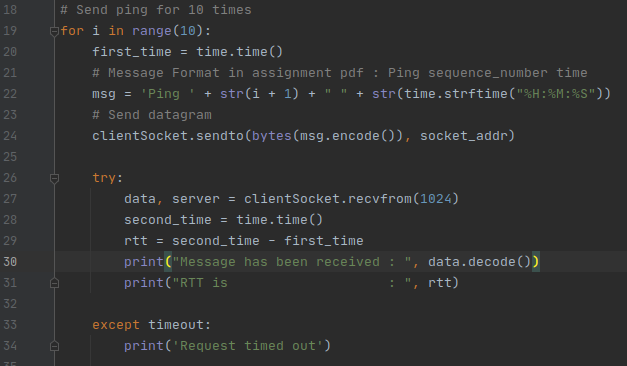 18 # Send ping for 10 times
19 for i in range(10):
20     first_time = time.time()
21     # Message Format in assignment pdf : Ping sequence_number time
22     msg = 'Ping ' + str(i + 1) + " " + str(time.strftime("%H:%M:%S"))
23     # Send datagram
24     clientSocket.sendto(bytes(msg.encode()), socket_addr)
25
26     try:
27         data, server = clientSocket.recvfrom(1024)
28         second_time = time.time()
29         rtt = second_time - first_time
30         print("Message has been received : ", data.decode())
31         print("RTT is                    : ", rtt)
32
33     except timeout:
34         print('Request timed out')
35